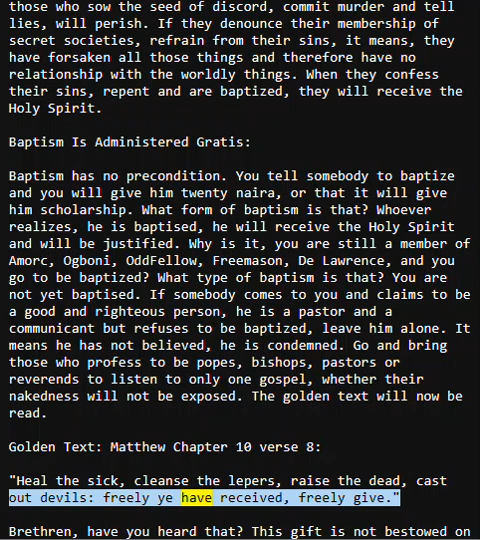 those who sow the seed of discord, commit murder and tell
lies, will perish. If they denounce their membership of
secret societies, refrain from their sins, it means, they
have forsaken all those things and therefore have no
relationship with the worldly things. When they confess
their sins, repent and are baptized, they will receive the
Holy Spirit.
Baptism Is Administered Gratis:
Baptism has no precondition. You tell somebody to baptize
and you will give him twenty naira, or that it will give
him scholarship. What form of baptism is that? Whoever
realizes, he is baptised, he will receive the Holy Spirit
and will be justified. Why is it, you are still a member of
Amorc, Ogboni, OddFellow, Freemason, De Lawrence, and you
go to be baptized? What type of baptism is that? You are
not yet baptised. If somebody comes to you and claims to be
a good and righteous person, he is a pastor and a
communicant but refuses to be baptized, leave him alone. It
means he has not believed, he is condemned. Go and bring
those who profess to be popes, bishops, pastors or
reverends to listen to only one gospel, whether their
nakedness will not be exposed. The golden text will now be
read.
Golden Text: Matthew Chapter 10 verse 8:
"Heal the sick, cleanse the lepers, raise the dead, cast
out devils: freely ye have received, freely give."
Brethren, have you heard that? This gift is not bestowed on